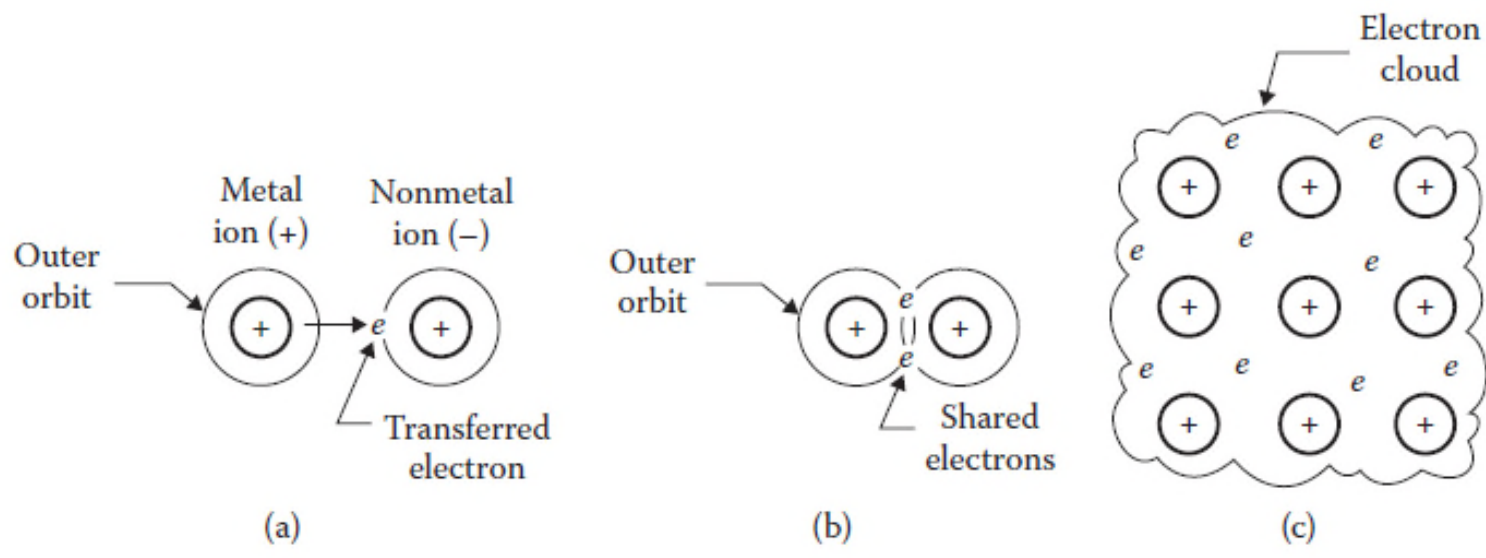 Metal
ion (+)
Nonmetal
ion (−)
Outer
orbit
+
e
+
Transferred
electron
(a)
Outer
orbit
e
+
+
e
Shared
electrons
(b)
Electron
cloud
e e
+ + +
e e e
+ + +
e e e e
+ + +
(c)